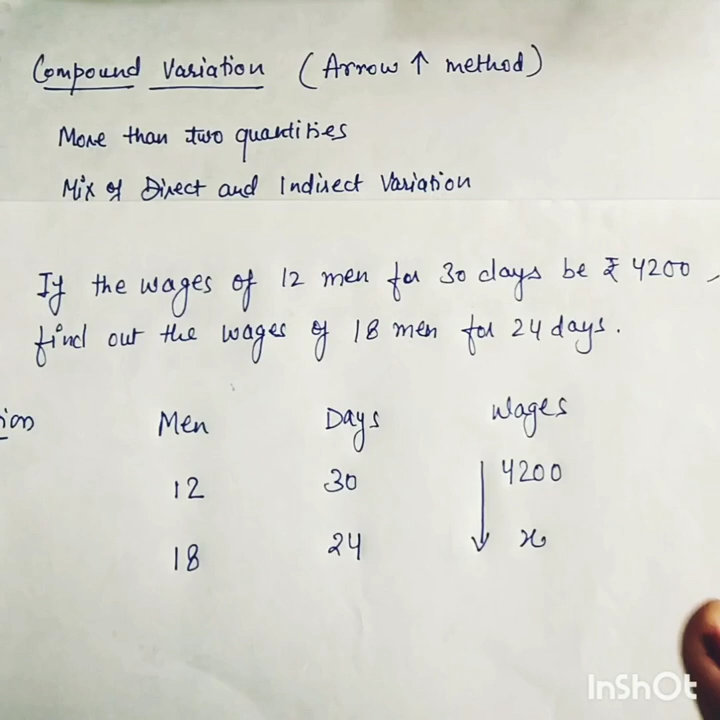 Compound Variation (Arrow ↑ method)
More than two quantities
Mix of Direct and Indirect Variation
If the wages of 12 men for 30 days be ₹ 4200,
find out the wages of 18 men for 24 days.
Men Days Wages
12 30 4200
18 24 x
InShOt